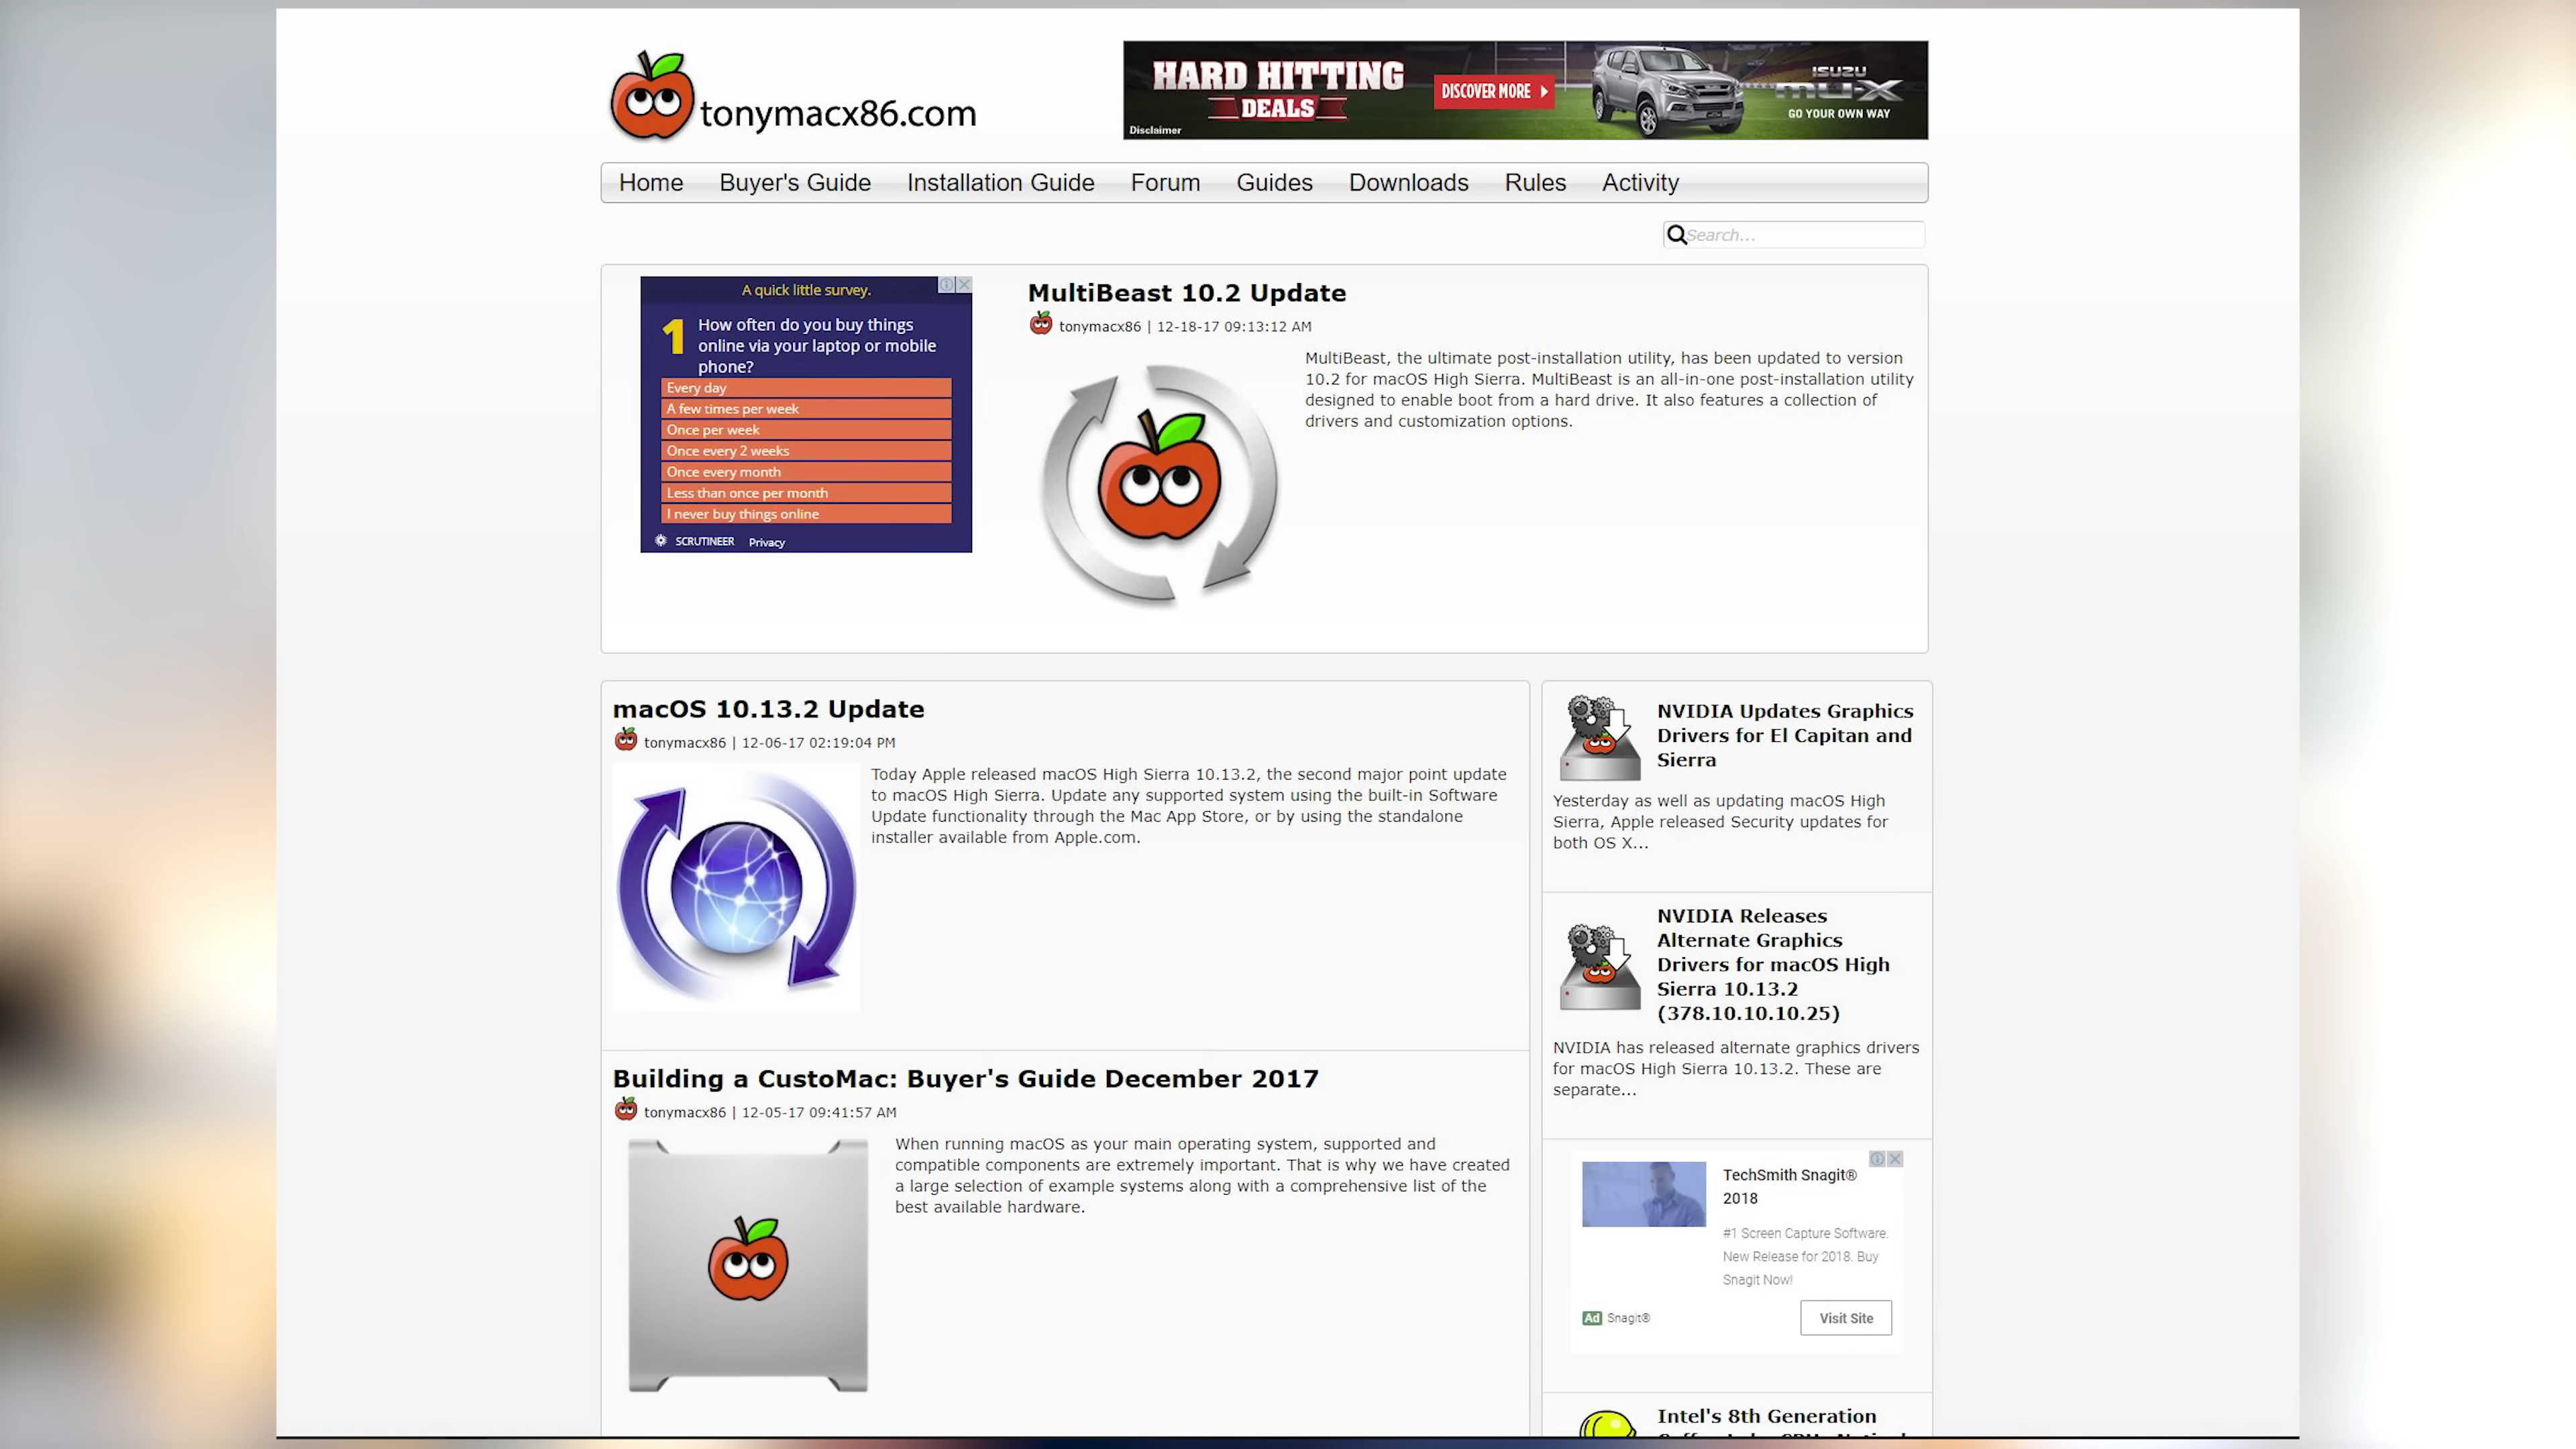 tonymacx86.com
HARD HITTING
DEALS
DISCOVER MORE
ISUZU
MU-X
GO YOUR OWN WAY
Disclaimer
Home Buyer's Guide Installation Guide Forum Guides Downloads Rules Activity
Search...
A quick little survey.
1 How often do you buy things
online via your laptop or mobile
phone?
Every day
A few times per week
Once per week
Once every 2 weeks
Once every month
Less than once per month
I never buy things online
SCRUTINEER Privacy
MultiBeast 10.2 Update
tonymacx86 | 12-18-17 09:13:12 AM
MultiBeast, the ultimate post-installation utility, has been updated to version
10.2 for macOS High Sierra. MultiBeast is an all-in-one post-installation utility
designed to enable boot from a hard drive. It also features a collection of
drivers and customization options.
macOS 10.13.2 Update
tonymacx86 | 12-06-17 02:19:04 PM
Today Apple released macOS High Sierra 10.13.2, the second major point update
to macOS High Sierra. Update any supported system using the built-in Software
Update functionality through the Mac App Store, or by using the standalone
installer available from Apple.com.
Building a CustoMac: Buyer's Guide December 2017
tonymacx86 | 12-05-17 09:41:57 AM
When running macOS as your main operating system, supported and
compatible components are extremely important. That is why we have created
a large selection of example systems along with a comprehensive list of the
best available hardware.
NVIDIA Updates Graphics
Drivers for El Capitan and
Sierra
Yesterday as well as updating macOS High
Sierra, Apple released Security updates for
both OS X...
NVIDIA Releases
Alternate Graphics
Drivers for macOS High
Sierra 10.13.2
(378.10.10.10.25)
NVIDIA has released alternate graphics drivers
for macOS High Sierra 10.13.2. These are
separate...
TechSmith Snagit®
2018
#1 Screen Capture Software.
New Release for 2018. Buy
Snagit Now!
Ad Snagit®
Visit Site
Intel's 8th Generation